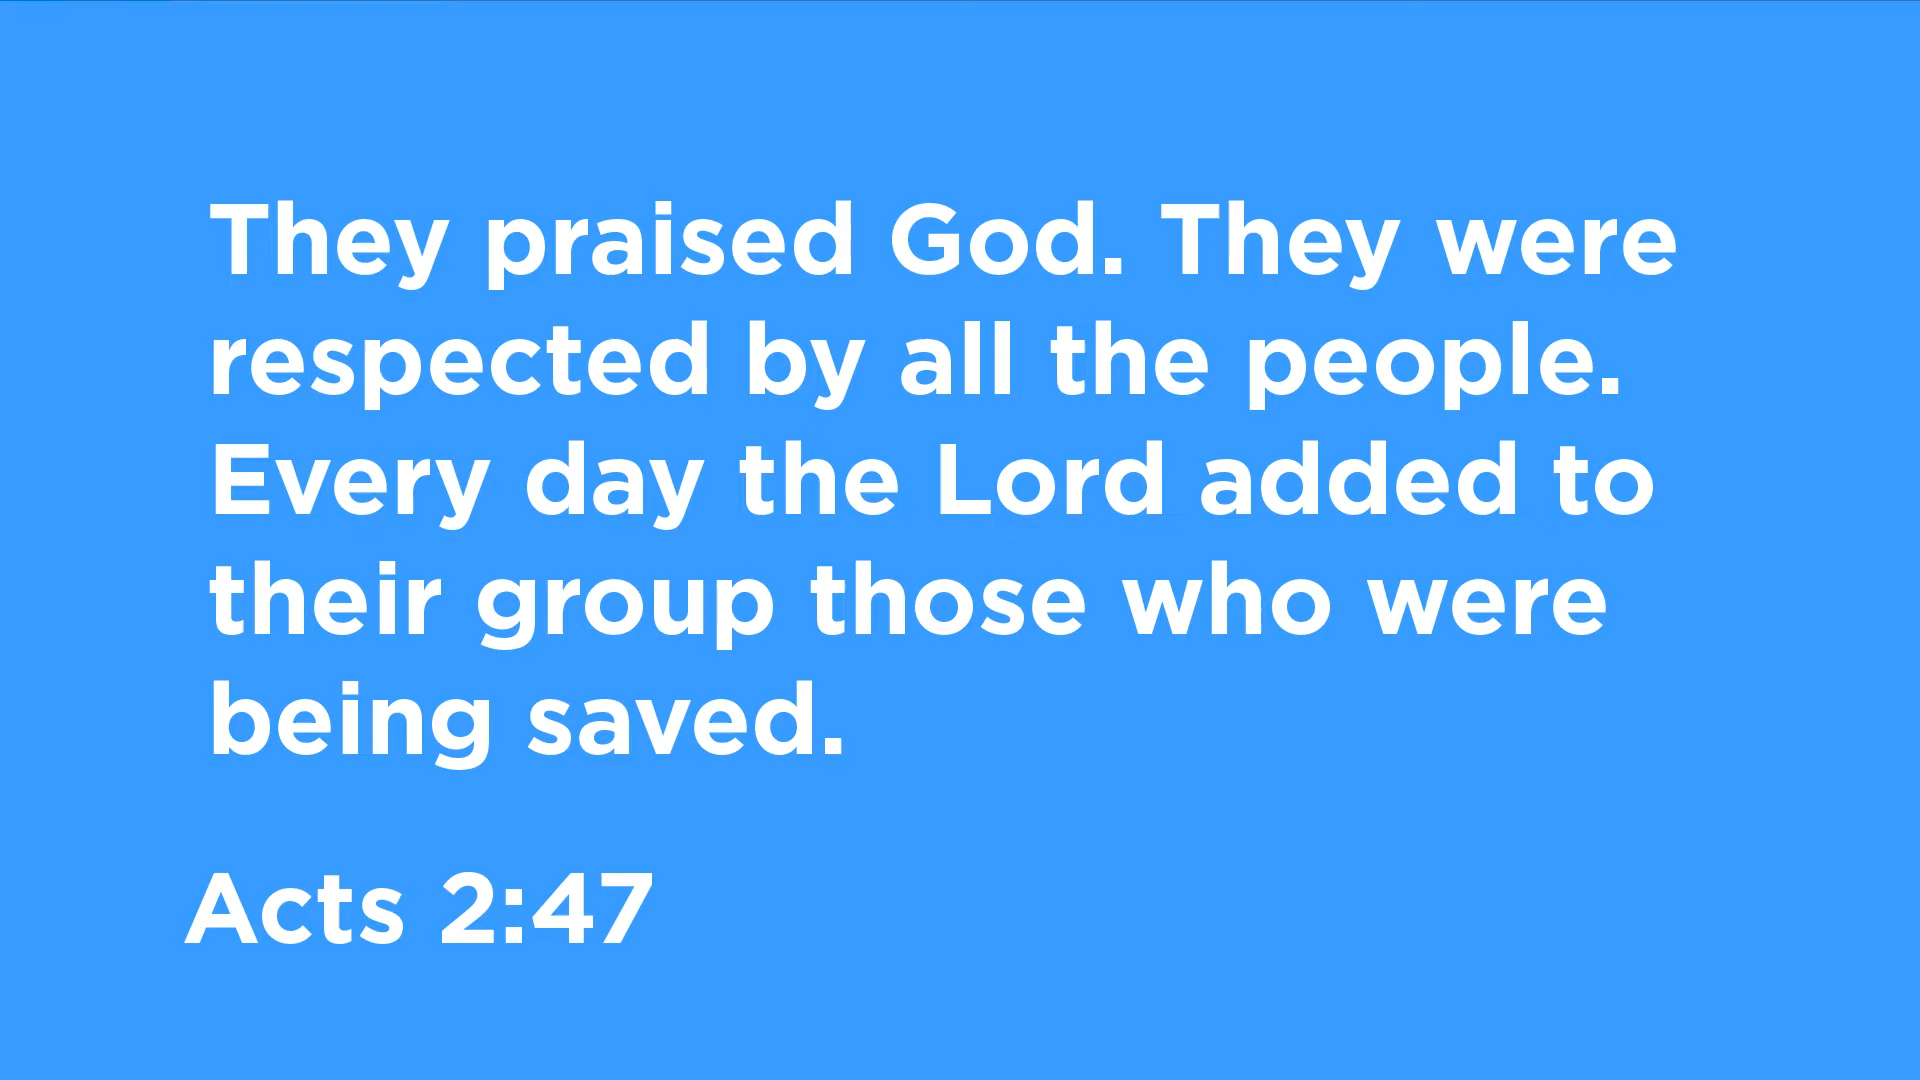 They praised God. They were
respected by all the people.
Every day the Lord added to
their group those who were
being saved.
Acts 2:47